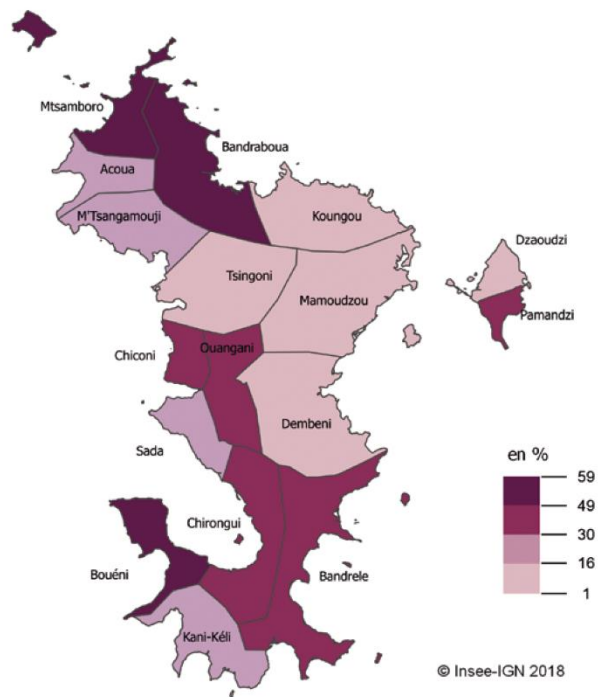 Mtsamboro
Bandraboua
Acoua
M'Tsangamouji
Koungou
Dzaoudzi
Tsingoni
Mamoudzou
Pamandzi
Ouangani
Chiconi
Dembeni
Sada
en %
59
49
30
16
1
Chirongui
Bouéni
Bandrele
Kani-Kéli
© Insee-IGN 2018